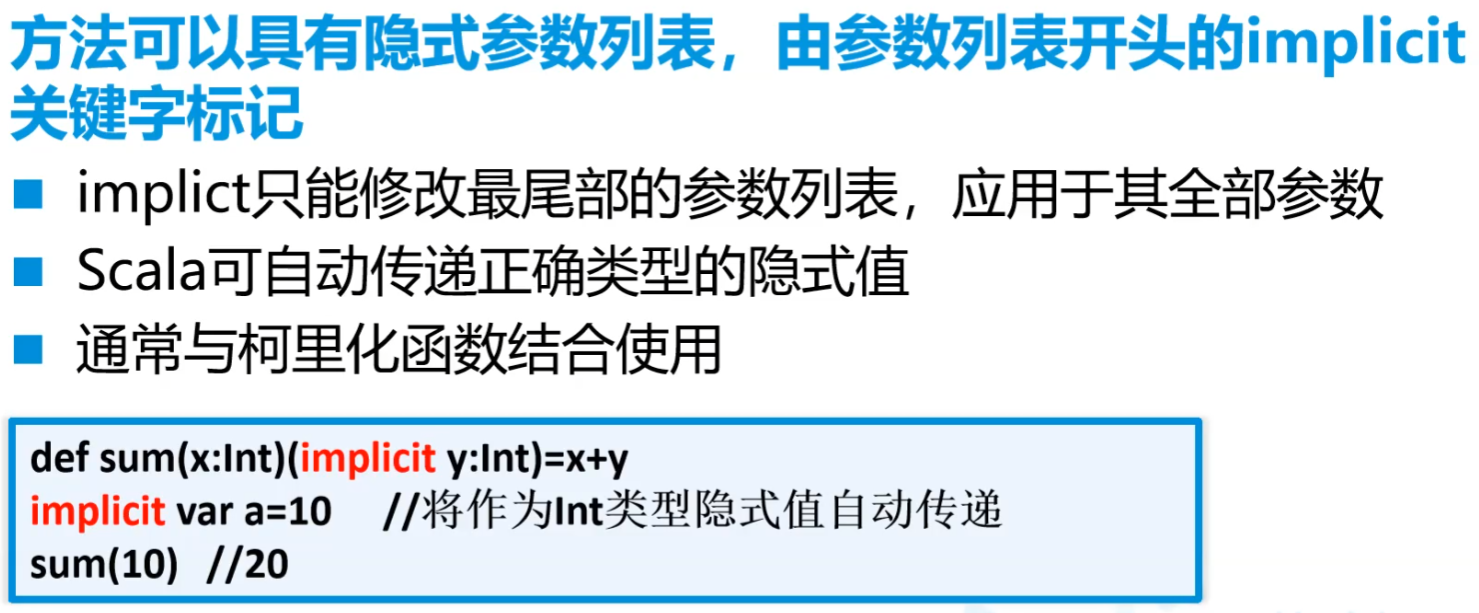 方法可以具有隐式参数列表，由参数列表开头的implicit
关键字标记
implict只能修改最尾部的参数列表，应用于其全部参数
Scala可自动传递正确类型的隐式值
通常与柯里化函数结合使用
def sum(x:Int)(implicit y:Int)=x+y
implicit var a=10 //将作为Int类型隐式值自动传递
sum(10) //20